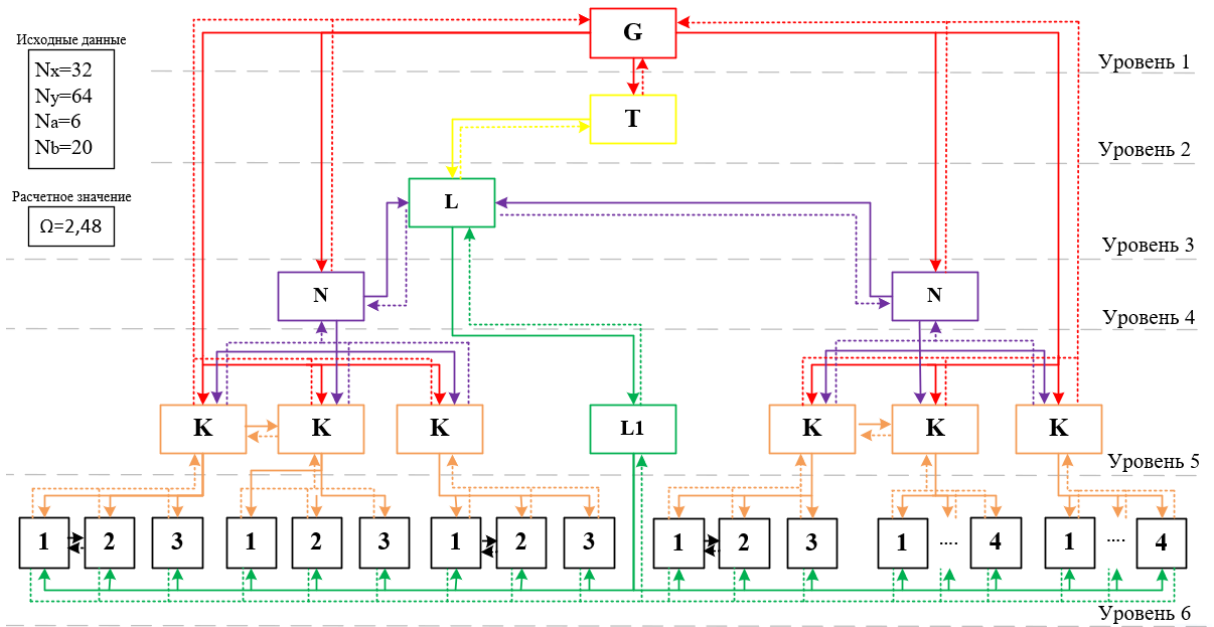 G
Исходные данные
Nx=32
Ny=64
Na=6
Nb=20
Уровень 1
T
Уровень 2
Расчетное значение
Ω=2,48
L
Уровень 3
N
N
Уровень 4
K
K
K
L1
K
K
K
Уровень 5
1 2 3 1 2 3 1 2 3 1 2 3 1 .... 4 1 .... 4
Уровень 6